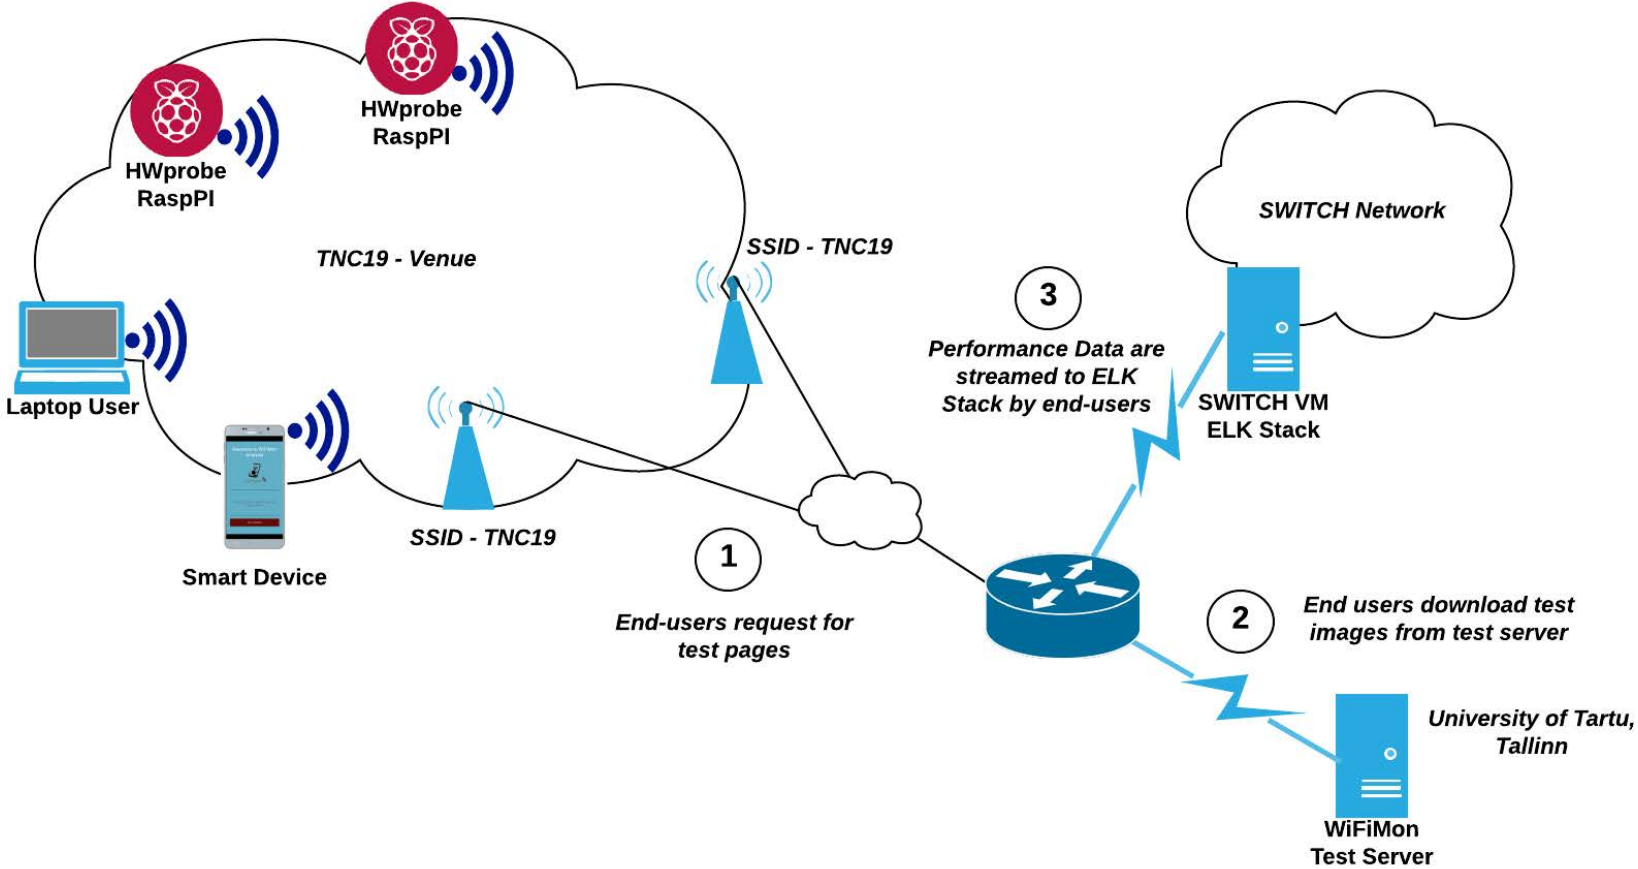 HWprobe
RaspPI
HWprobe
RaspPI
TNC19 - Venue
SSID - TNC19
SWITCH Network
3
Performance Data are
streamed to ELK
Stack by end-users
SWITCH VM
ELK Stack
Laptop User
SSID - TNC19
Smart Device
1
End-users request for
test pages
2
End users download test
images from test server
University of Tartu,
Tallinn
WiFiMon
Test Server